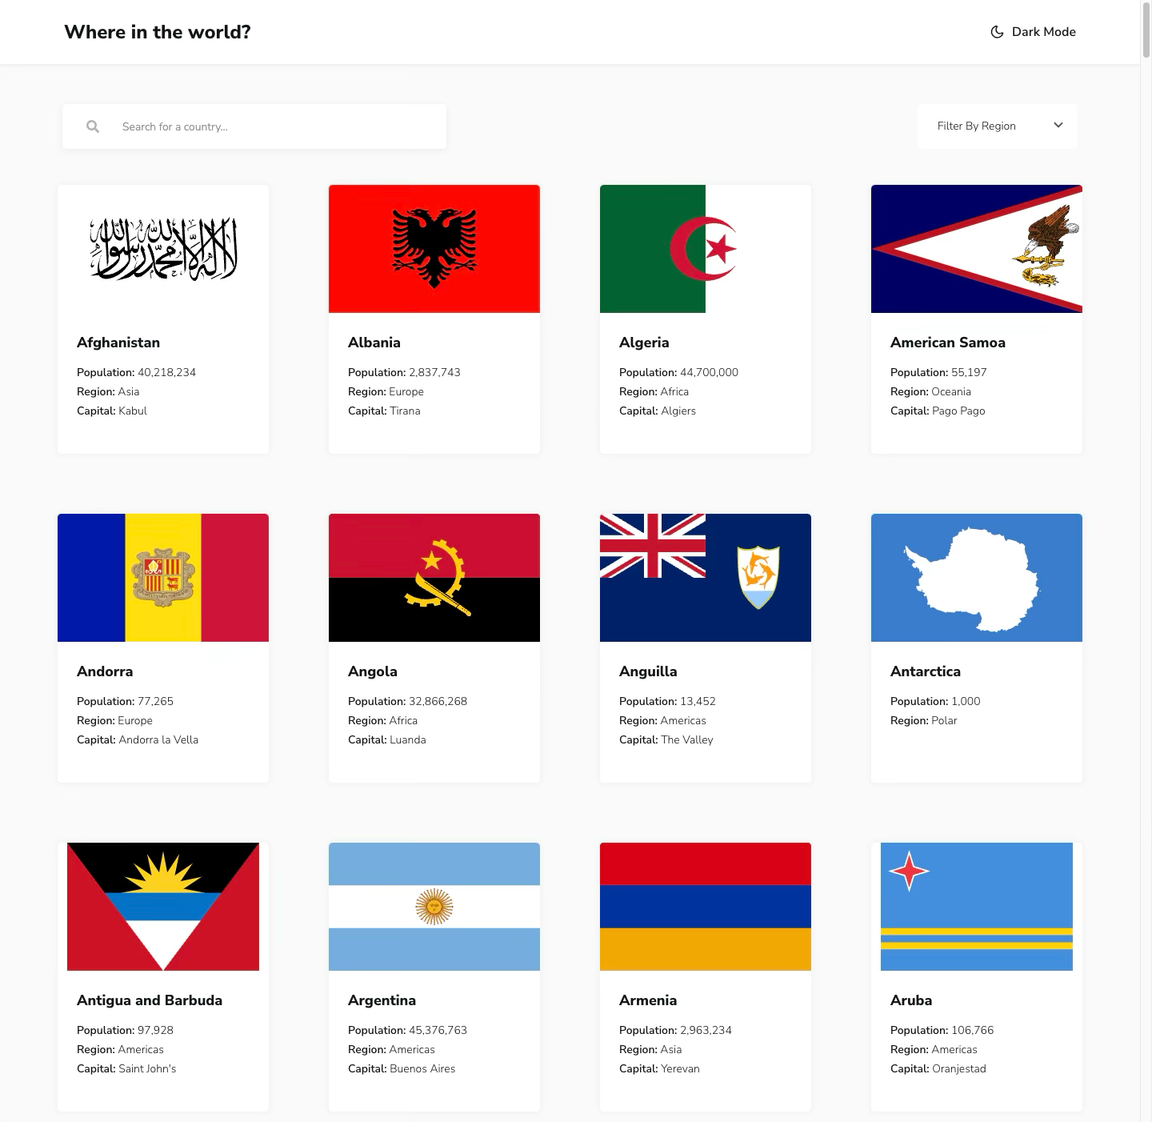 Where in the world?
Dark Mode
Search for a country...
Filter By Region
لا إله إلا الله محمد رسول الله
Afghanistan
Population: 40,218,234
Region: Asia
Capital: Kabul
Albania
Population: 2,837,743
Region: Europe
Capital: Tirana
Algeria
Population: 44,700,000
Region: Africa
Capital: Algiers
American Samoa
Population: 55,197
Region: Oceania
Capital: Pago Pago
Andorra
Population: 77,265
Region: Europe
Capital: Andorra la Vella
Angola
Population: 32,866,268
Region: Africa
Capital: Luanda
Anguilla
Population: 13,452
Region: Americas
Capital: The Valley
Antarctica
Population: 1,000
Region: Polar
Antigua and Barbuda
Population: 97,928
Region: Americas
Capital: Saint John's
Argentina
Population: 45,376,763
Region: Americas
Capital: Buenos Aires
Armenia
Population: 2,963,234
Region: Asia
Capital: Yerevan
Aruba
Population: 106,766
Region: Americas
Capital: Oranjestad